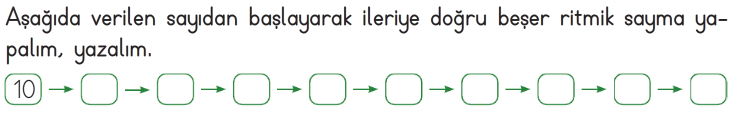 Aşağıda verilen sayıdan başlayarak ileriye doğru beşer ritmik sayma ya-
palım, yazalım.
10